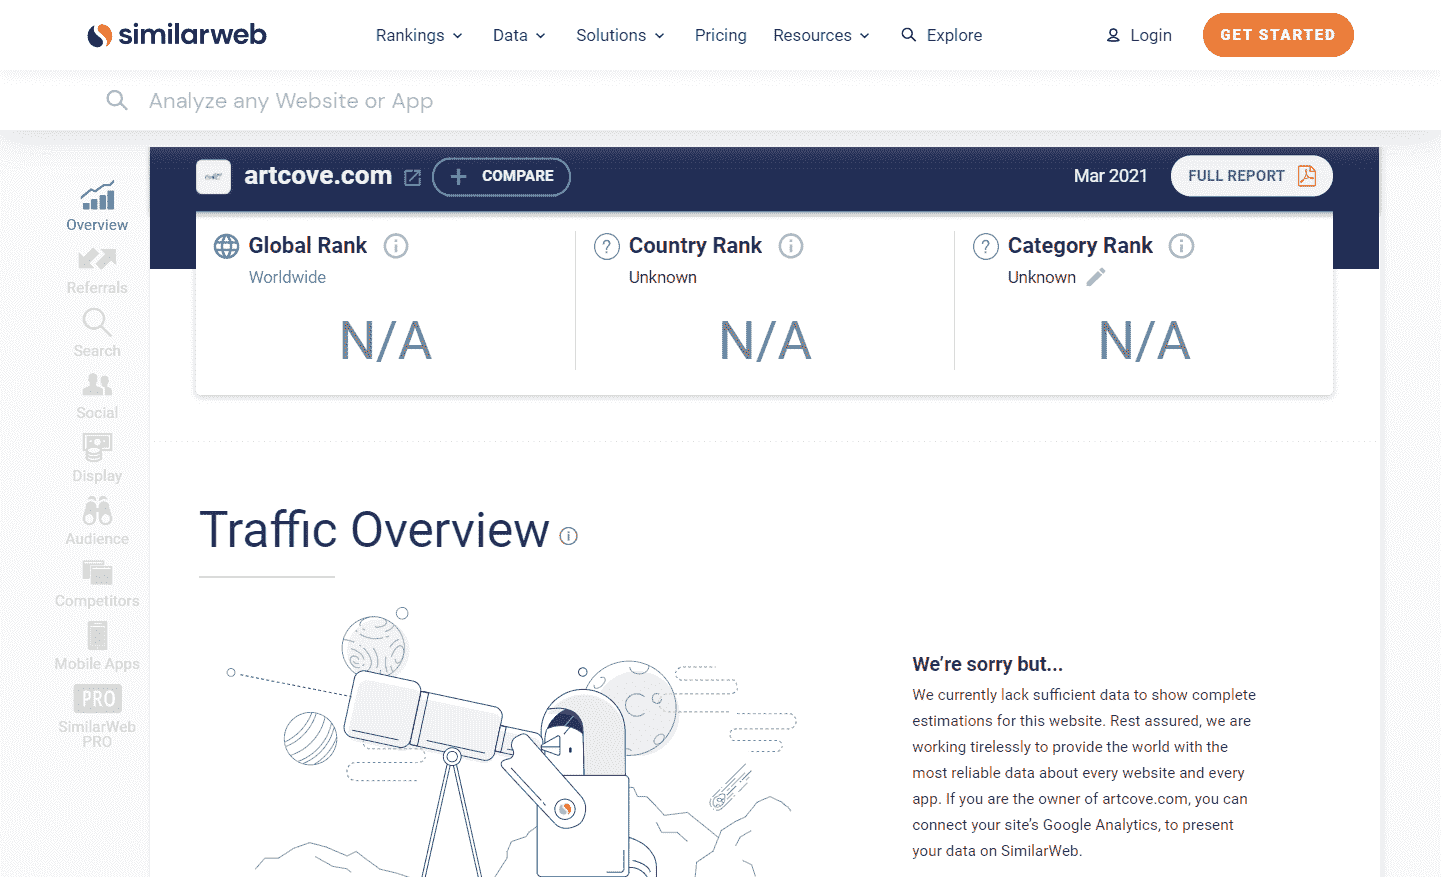 similarweb
Rankings Data Solutions Pricing Resources Explore Login GET STARTED
Analyze any Website or App
artcove.com COMPARE Mar 2021 FULL REPORT
Overview
Referrals
Search
Social
Display
Audience
Competitors
Mobile Apps
PRO
SimilarWeb
PRO
Global Rank
Worldwide
N/A
Country Rank
Unknown
N/A
Category Rank
Unknown
N/A
Traffic Overview
We're sorry but...
We currently lack sufficient data to show complete
estimations for this website. Rest assured, we are
working tirelessly to provide the world with the
most reliable data about every website and every
app. If you are the owner of artcove.com, you can
connect your site's Google Analytics, to present
your data on SimilarWeb.